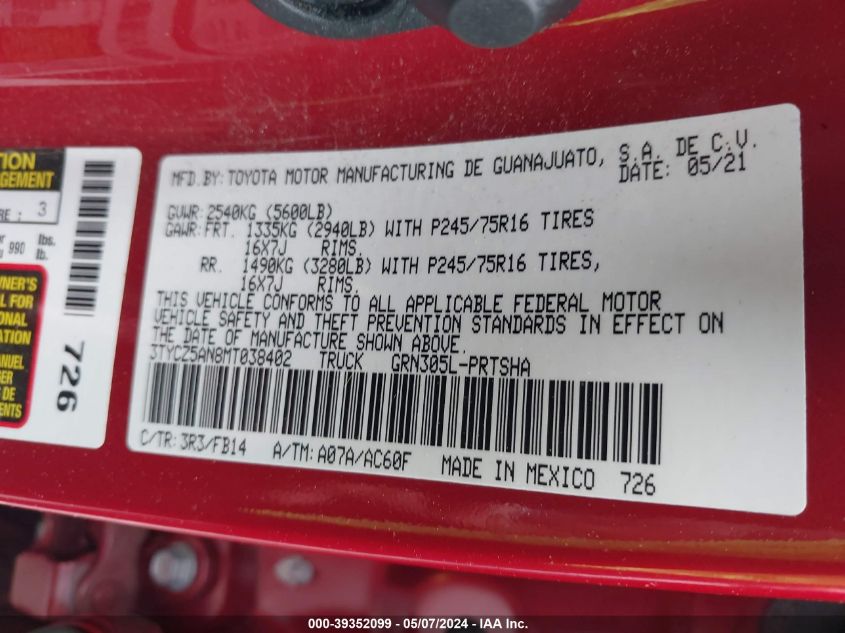 MFD.BY:TOYOTA MOTOR MANUFACTURING DE GUANAJUATO, S.A. DE C.V.
DATE: 05/21
GVWR:2540KG (5600LB)
GAWR:FRT. 1335KG (2940LB) WITH P245/75R16 TIRES
16X7J RIMS.
RR. 1490KG (3280LB) WITH P245/75R16 TIRES,
16X7J RIMS.
THIS VEHICLE CONFORMS TO ALL APPLICABLE FEDERAL MOTOR
VEHICLE SAFETY AND THEFT PREVENTION STANDARDS IN EFFECT ON
THE DATE OF MANUFACTURE SHOWN ABOVE.
3TYCZ5AN8MT038402 TRUCK GRN305L-PRTSHA
C/TR:3R3/FB14 A/TM:A07A/AC60F MADE IN MEXICO 726
3
990 lbs.
lb.
726
000-39352099 - 05/07/2024 - IAA Inc.